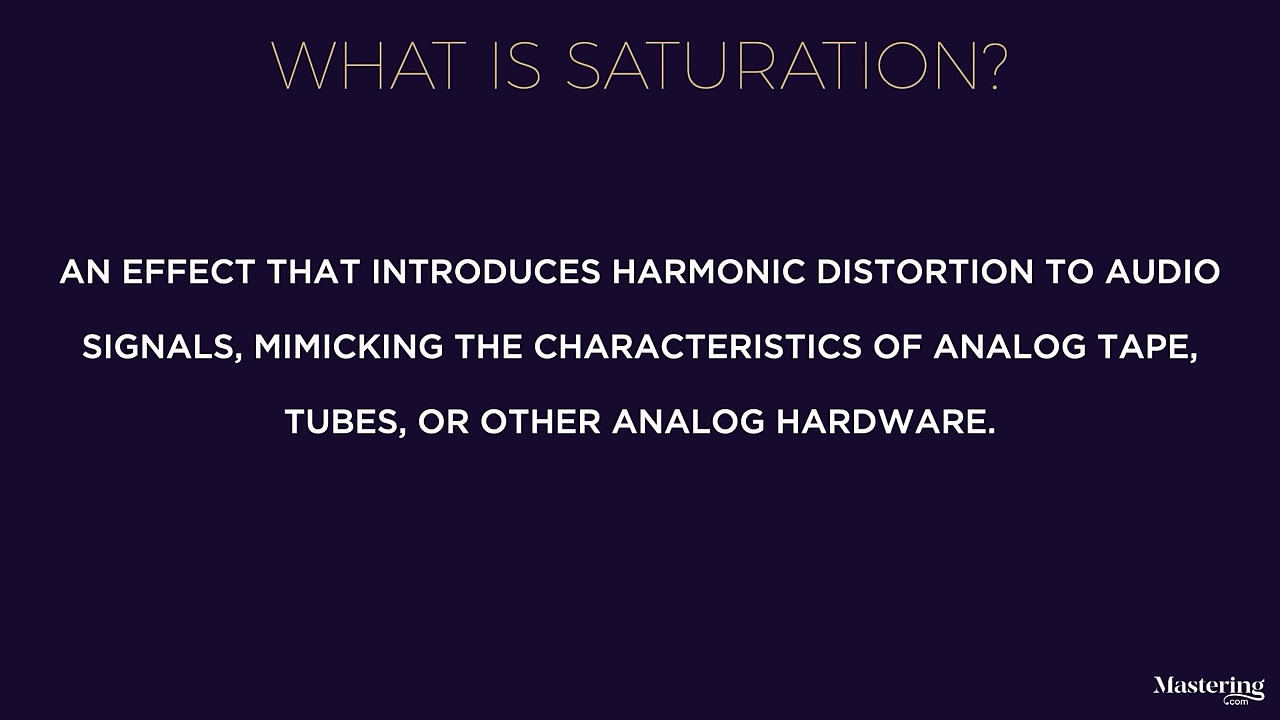 WHAT IS SATURATION?
AN EFFECT THAT INTRODUCES HARMONIC DISTORTION TO AUDIO
SIGNALS, MIMICKING THE CHARACTERISTICS OF ANALOG TAPE,
TUBES, OR OTHER ANALOG HARDWARE.
Mastering
.com